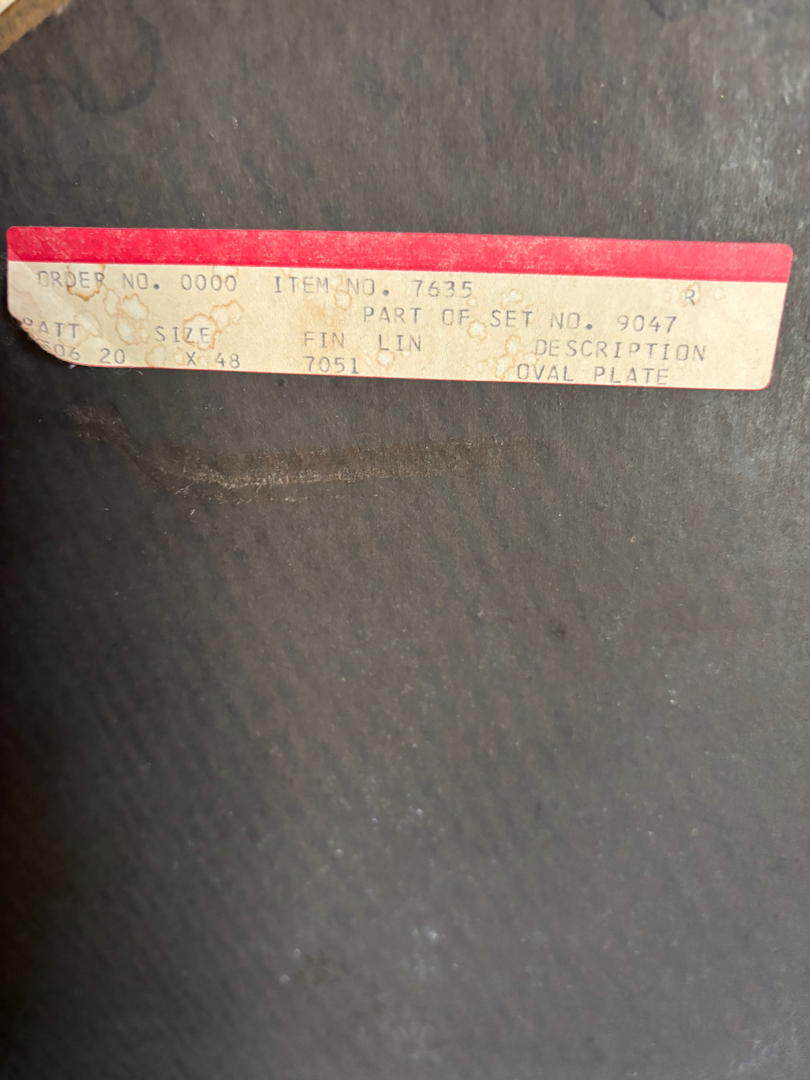 ORDER NO. 0000 ITEM NO. 7635 R
PART OF SET NO. 9047
PATT SIZE FIN LIN DESCRIPTION
20 X 48 7051 OVAL PLATE